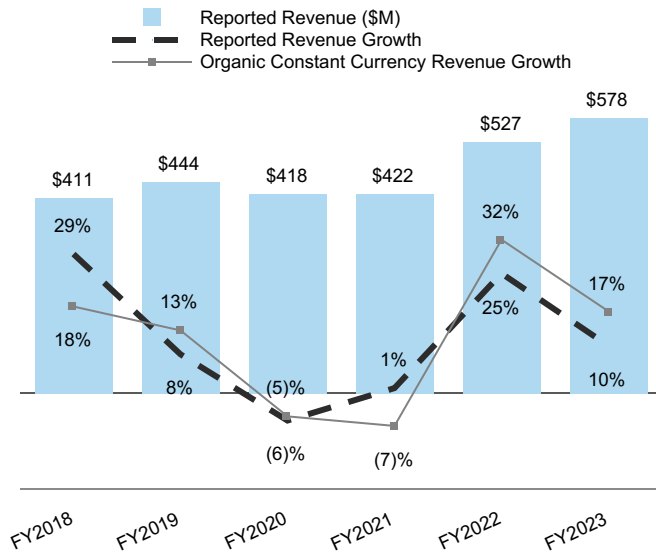 Reported Revenue ($M)
Reported Revenue Growth
Organic Constant Currency Revenue Growth
$578
$527
$444
$411
$418
$422
29%
32%
13%
17%
18%
25%
1%
8%
(5)%
10%
(6)%
(7)%
FY2018
FY2019
FY2020
FY2021
FY2022
FY2023